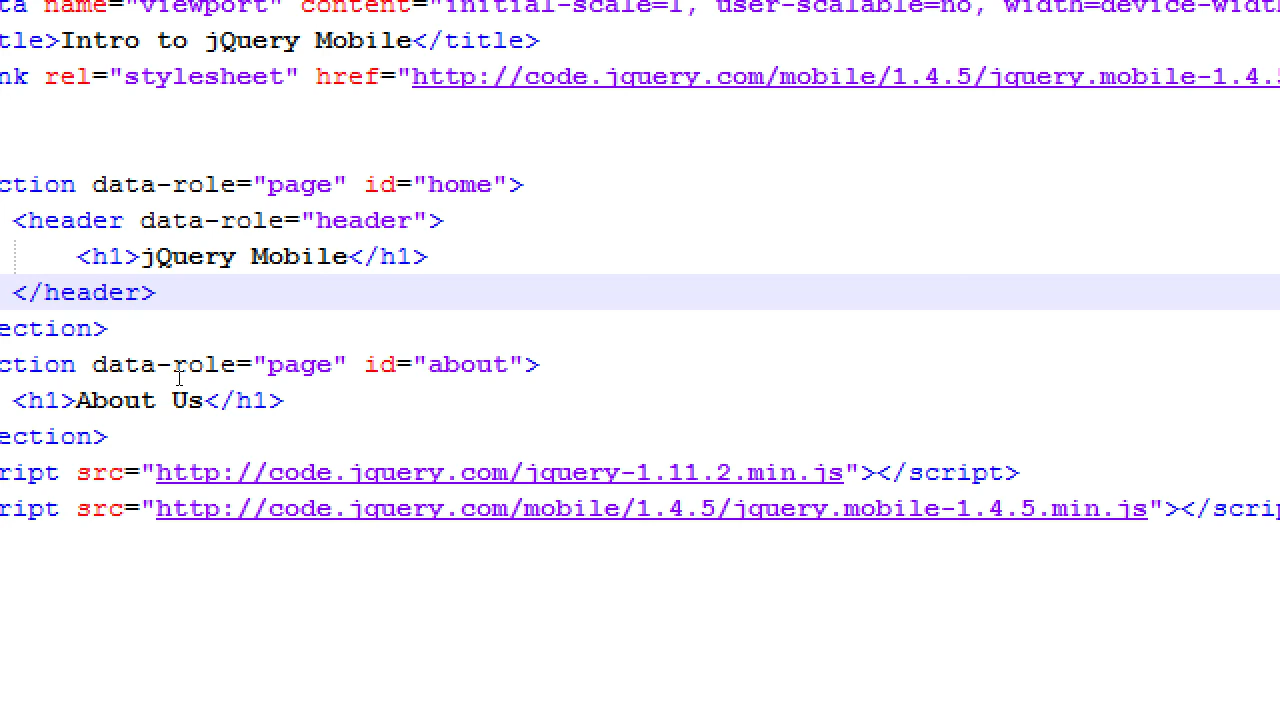 ta name="viewport" content="initial-scale=1, user-scalable=no, width=device-width
tle>Intro to jQuery Mobile</title>
nk rel="stylesheet" href="http://code.jquery.com/mobile/1.4.5/jquery.mobile-1.4.5
ction data-role="page" id="home">
<header data-role="header">
<h1>jQuery Mobile</h1>
</header>
ection>
ction data-role="page" id="about">
<h1>About Us</h1>
ection>
ript src="http://code.jquery.com/jquery-1.11.2.min.js"></script>
ript src="http://code.jquery.com/mobile/1.4.5/jquery.mobile-1.4.5.min.js"></scrip